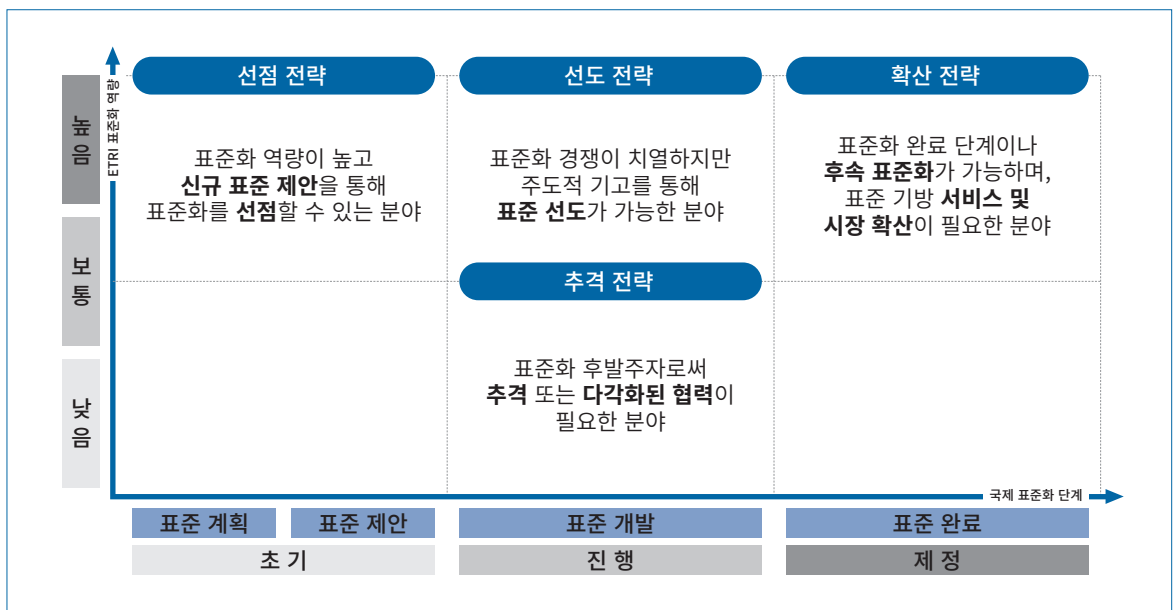 선점 전략
선도 전략
확산 전략
ETRI 표준화 역량
높음
보통
낮음
표준화 역량이 높고
신규 표준 제안을 통해
표준화를 선점할 수 있는 분야
표준화 경쟁이 치열하지만
주도적 기고를 통해
표준 선도가 가능한 분야
표준화 완료 단계이나
후속 표준화가 가능하며,
표준 기방 서비스 및
시장 확산이 필요한 분야
추격 전략
표준화 후발주자로써
추격 또는 다각화된 협력이
필요한 분야
국제 표준화 단계
표준 계획
표준 제안
표준 개발
표준 완료
초 기
진 행
제 정